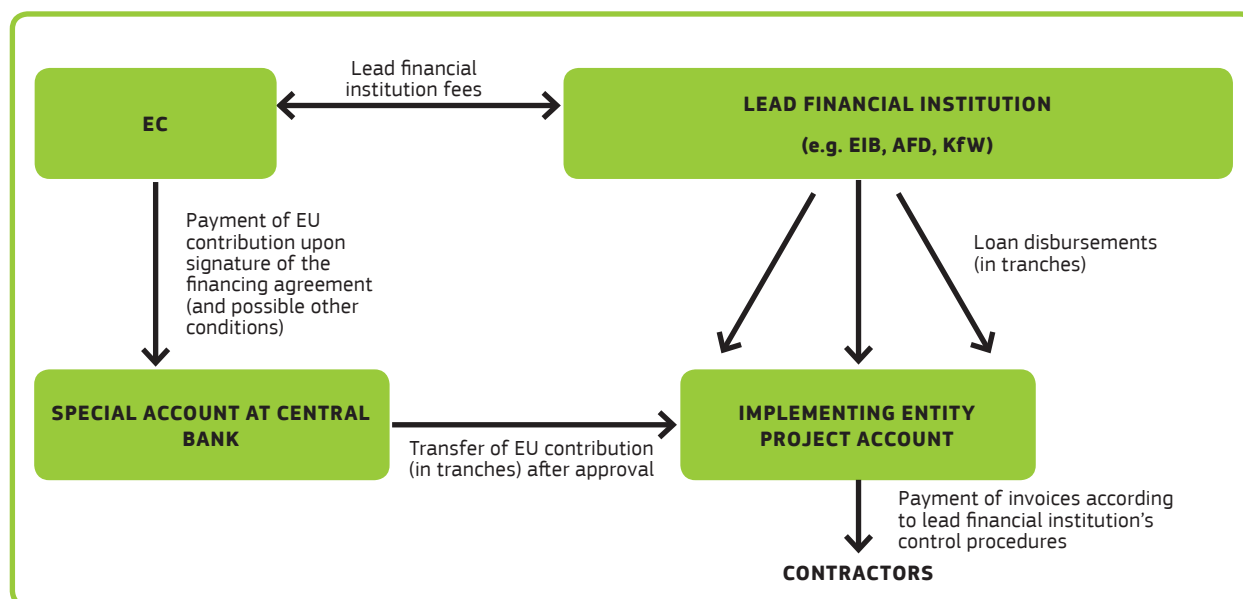 Lead financial
institution fees
EC
LEAD FINANCIAL INSTITUTION
(e.g. EIB, AFD, KfW)
Payment of EU
contribution upon
signature of the
financing agreement
(and possible other
conditions)
Loan disbursements
(in tranches)
SPECIAL ACCOUNT AT CENTRAL
BANK
Transfer of EU contribution
(in tranches) after approval
IMPLEMENTING ENTITY
PROJECT ACCOUNT
Payment of invoices according
to lead financial institution's
control procedures
CONTRACTORS